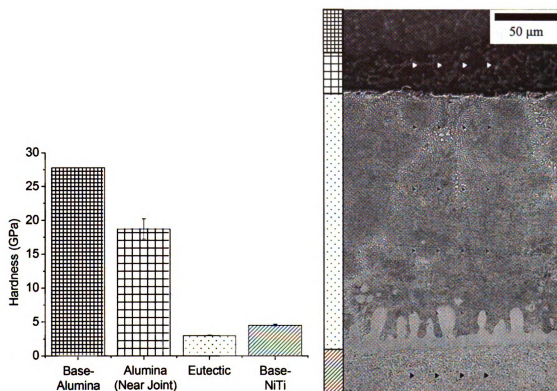 50 μm
30
25
20
15
10
5
0
Hardness (GPa)
Base-
Alumina
Alumina
(Near Joint)
Eutectic
Base-
NiTi